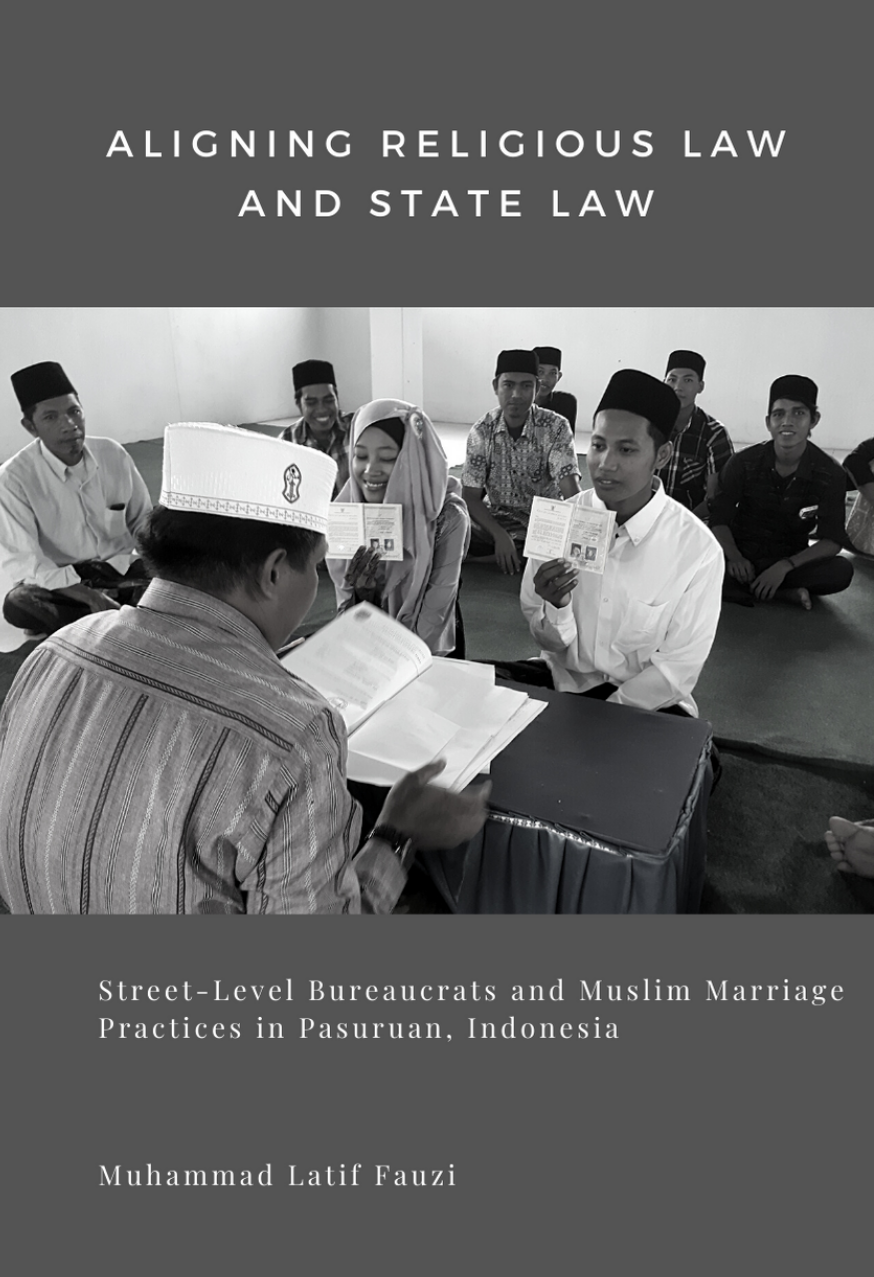 ALIGNING RELIGIOUS LAW
AND STATE LAW
Street-Level Bureaucrats and Muslim Marriage
Practices in Pasuruan, Indonesia
Muhammad Latif Fauzi